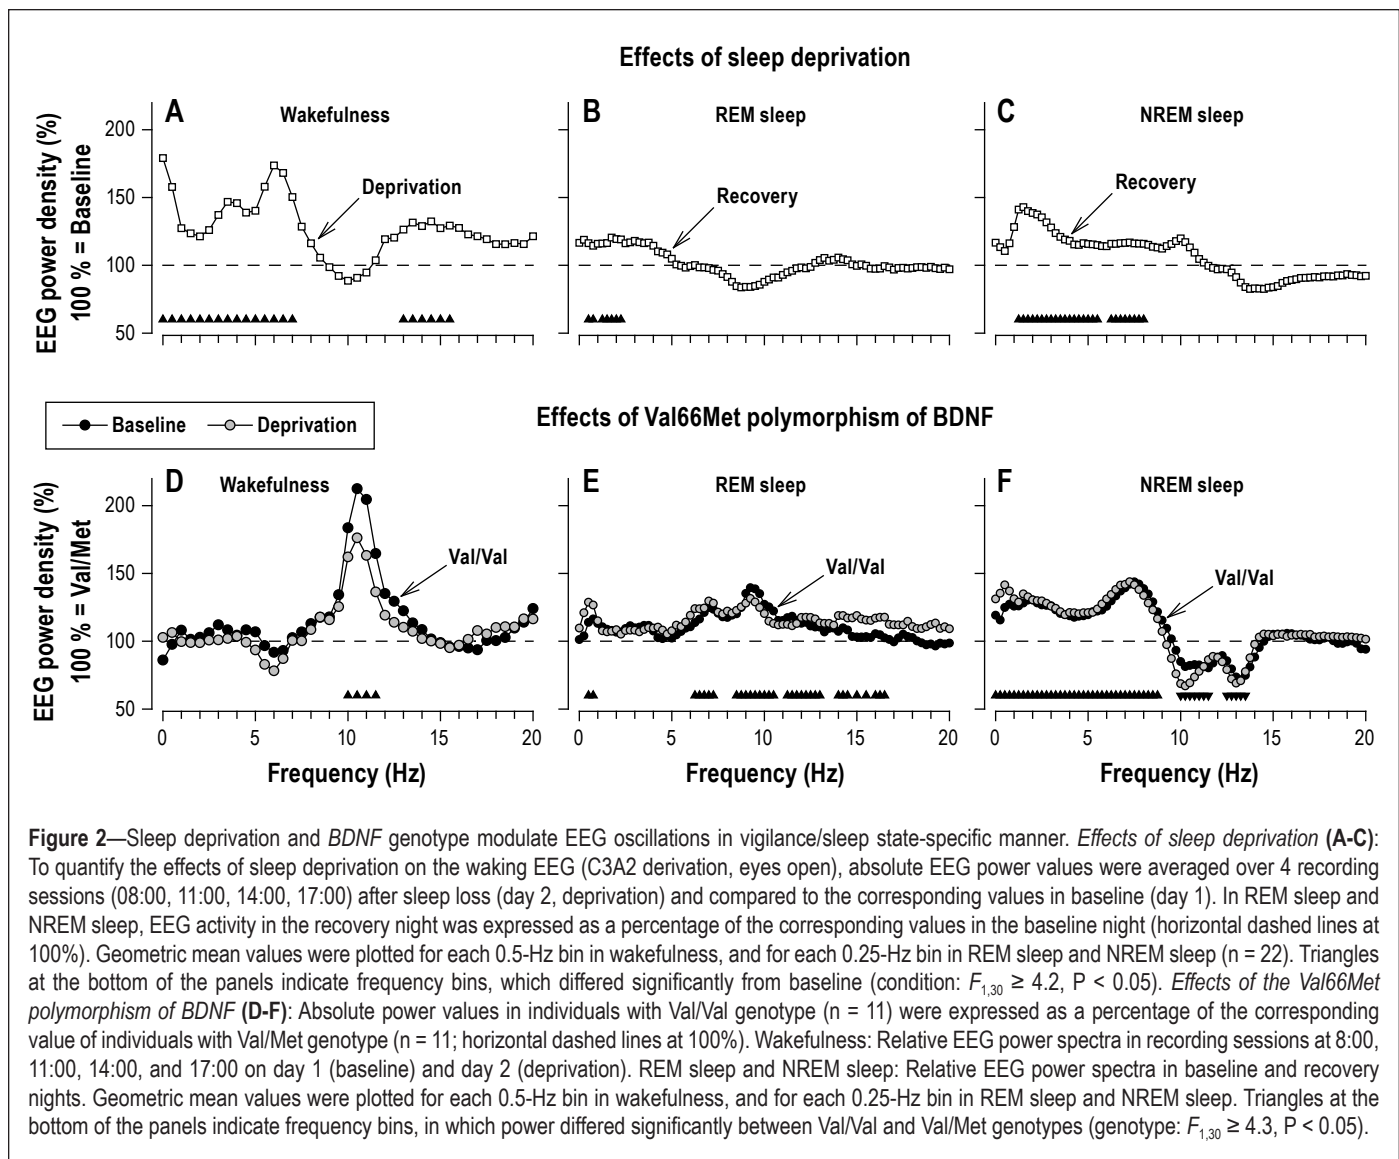 Effects of sleep deprivation
A Wakefulness
B REM sleep
C NREM sleep
EEG power density (%)
100 % = Baseline
200
150
100
50
Deprivation
Recovery
Recovery
Baseline Deprivation
Effects of Val66Met polymorphism of BDNF
D Wakefulness
E REM sleep
F NREM sleep
EEG power density (%)
100 % = Val/Met
200
150
100
50
Val/Val
Val/Val
Val/Val
0 5 10 15 20
0 5 10 15 20
0 5 10 15 20
Frequency (Hz)
Frequency (Hz)
Frequency (Hz)
Figure 2—Sleep deprivation and BDNF genotype modulate EEG oscillations in vigilance/sleep state-specific manner. Effects of sleep deprivation (A-C):
To quantify the effects of sleep deprivation on the waking EEG (C3A2 derivation, eyes open), absolute EEG power values were averaged over 4 recording
sessions (08:00, 11:00, 14:00, 17:00) after sleep loss (day 2, deprivation) and compared to the corresponding values in baseline (day 1). In REM sleep and
NREM sleep, EEG activity in the recovery night was expressed as a percentage of the corresponding values in the baseline night (horizontal dashed lines at
100%). Geometric mean values were plotted for each 0.5-Hz bin in wakefulness, and for each 0.25-Hz bin in REM sleep and NREM sleep (n = 22). Triangles
at the bottom of the panels indicate frequency bins, which differed significantly from baseline (condition: F1,30 ≥ 4.2, P < 0.05). Effects of the Val66Met
polymorphism of BDNF (D-F): Absolute power values in individuals with Val/Val genotype (n = 11) were expressed as a percentage of the corresponding
value of individuals with Val/Met genotype (n = 11; horizontal dashed lines at 100%). Wakefulness: Relative EEG power spectra in recording sessions at 8:00,
11:00, 14:00, and 17:00 on day 1 (baseline) and day 2 (deprivation). REM sleep and NREM sleep: Relative EEG power spectra in baseline and recovery
nights. Geometric mean values were plotted for each 0.5-Hz bin in wakefulness, and for each 0.25-Hz bin in REM sleep and NREM sleep. Triangles at the
bottom of the panels indicate frequency bins, in which power differed significantly between Val/Val and Val/Met genotypes (genotype: F1,30 ≥ 4.3, P < 0.05).